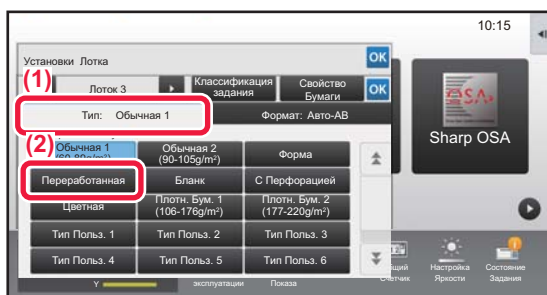 10:15
Установки Лотка
OK
(1)
Лоток 3
Классификация задания
Свойство Бумаги
OK
Тип: Обычная 1
Формат: Авто-AB
(2)
Обычная 1
Обычная 2
(90-105g/m²)
Форма
Переработанная
Бланк
С Перфорацией
Цветная
Плотн. Бум. 1
(106-176g/m²)
Плотн. Бум. 2
(177-220g/m²)
Тип Польз. 1
Тип Польз. 2
Тип Польз. 3
Тип Польз. 4
Тип Польз. 5
Тип Польз. 6
OSA
Sharp OSA
Счетчик
Настройка
Яркости
Состояние
Задания
Y
эксплуатации
Показа